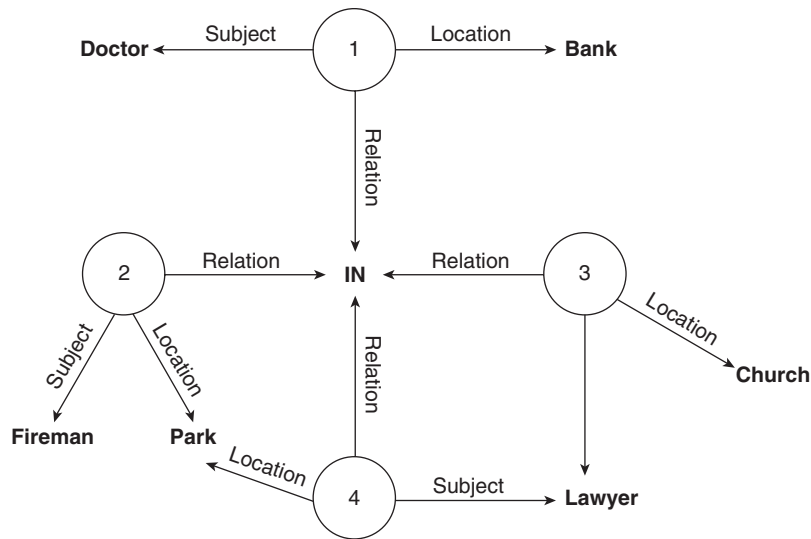 Doctor Subject 1 Location Bank
Relation
2 Relation IN Relation 3
Subject Location Relation Location
Church
Fireman Park
Location 4 Subject Lawyer